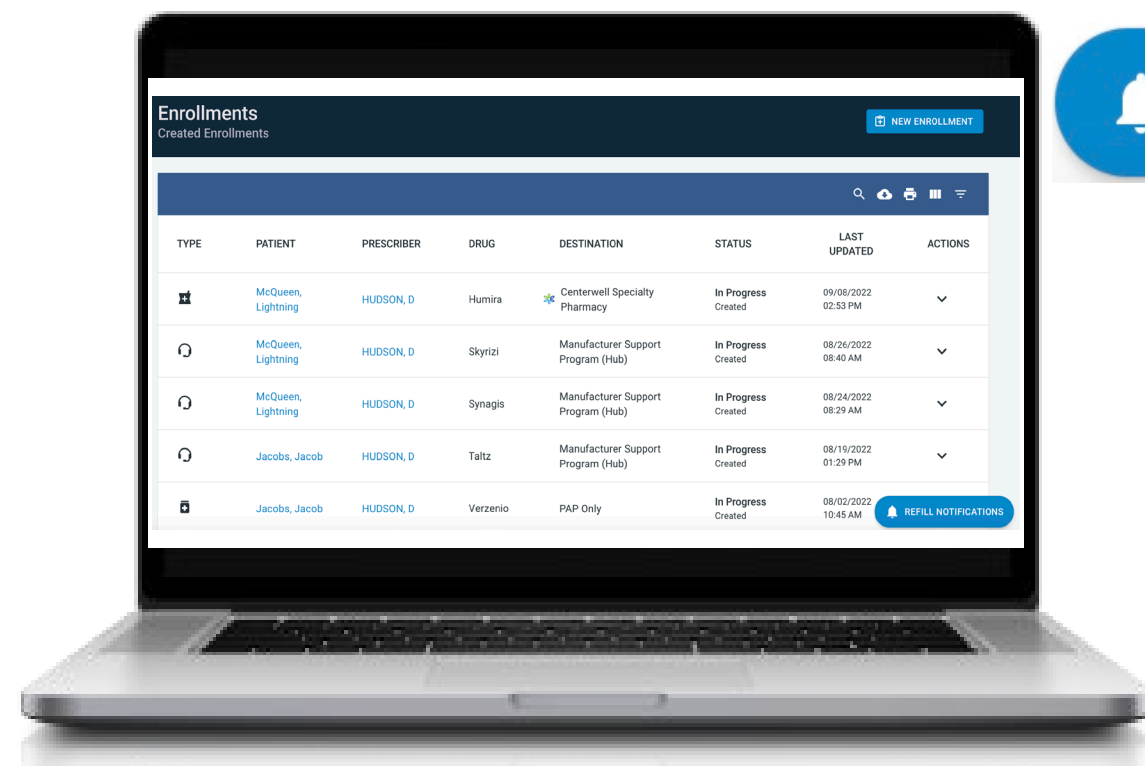 Enrollments
Created Enrollments
NEW ENROLLMENT
TYPE PATIENT PRESCRIBER DRUG DESTINATION STATUS LAST UPDATED ACTIONS
McQueen, Lightning HUDSON, D Humira Centerwell Specialty Pharmacy In Progress Created 09/08/2022 02:53 PM
McQueen, Lightning HUDSON, D Skyrizi Manufacturer Support Program (Hub) In Progress Created 08/26/2022 08:40 AM
McQueen, Lightning HUDSON, D Synagis Manufacturer Support Program (Hub) In Progress Created 08/24/2022 08:29 AM
Jacobs, Jacob HUDSON, D Taltz Manufacturer Support Program (Hub) In Progress Created 08/19/2022 01:29 PM
Jacobs, Jacob HUDSON, D Verzenio PAP Only In Progress Created 08/02/2022 10:45 AM
REFILL NOTIFICATIONS